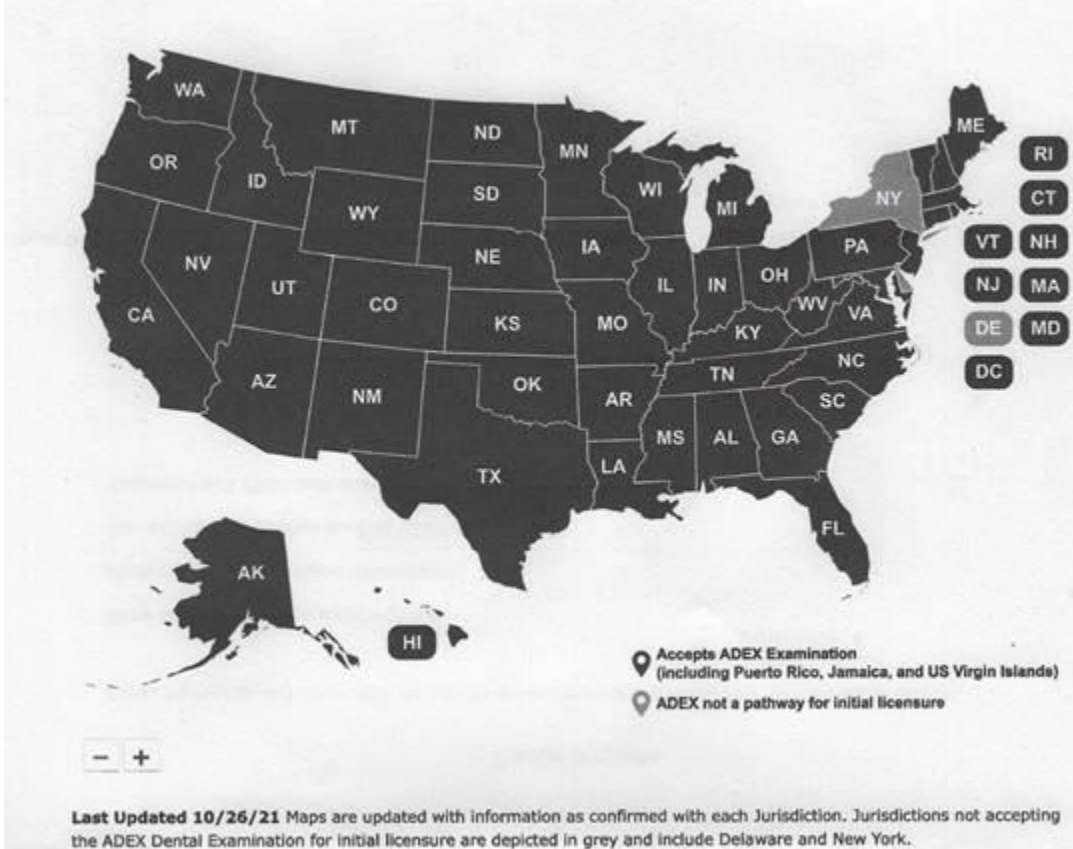 WA
MT
ND
MN
ME
OR
ID
SD
WI
MI
NY
RI
CT
WY
IA
PA
VT
NH
NV
NE
IL
IN
OH
NJ
MA
UT
CO
WV
VA
CA
KS
MO
KY
DE
MD
NC
TN
DC
AZ
NM
OK
AR
SC
MS
AL
GA
TX
LA
FL
AK
HI
Accepts ADEX Examination
(including Puerto Rico, Jamaica, and US Virgin Islands)
ADEX not a pathway for initial licensure
− +
Last Updated 10/26/21 Maps are updated with information as confirmed with each Jurisdiction. Jurisdictions not accepting
the ADEX Dental Examination for initial licensure are depicted in grey and include Delaware and New York.